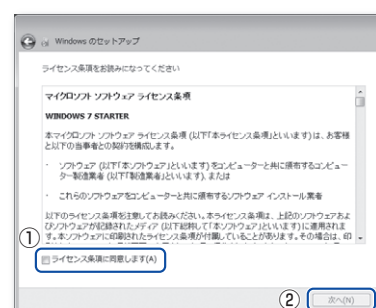 Windows のセットアップ
ライセンス条項をお読みになってください
マイクロソフト ソフトウェア ライセンス条項
WINDOWS 7 STARTER
本マイクロソフト ソフトウェア ライセンス条項 (以下「本ライセンス条項」といいます) は、お客様
と以下の当事者との契約を構成します。
- ソフトウェア (以下「本ソフトウェア」といいます) をコンピューターと共に頒布するコンピュー
ター製造業者 (以下「製造業者」といいます)、または
- これらのソフトウェアをコンピューターと共に頒布するソフトウェア インストール業者
以下のライセンス条項を注意してお読みください。本ライセンス条項は、上記のソフトウェアおよ
びソフトウェアが記録されたメディア (以下総称して「本ソフトウェア」といいます) に適用されま
す。本ソフトウェアに印刷されたライセンス条項が付属していることがあります。その場合は、印
①
ライセンス条項に同意します(A)
② 次へ(N)